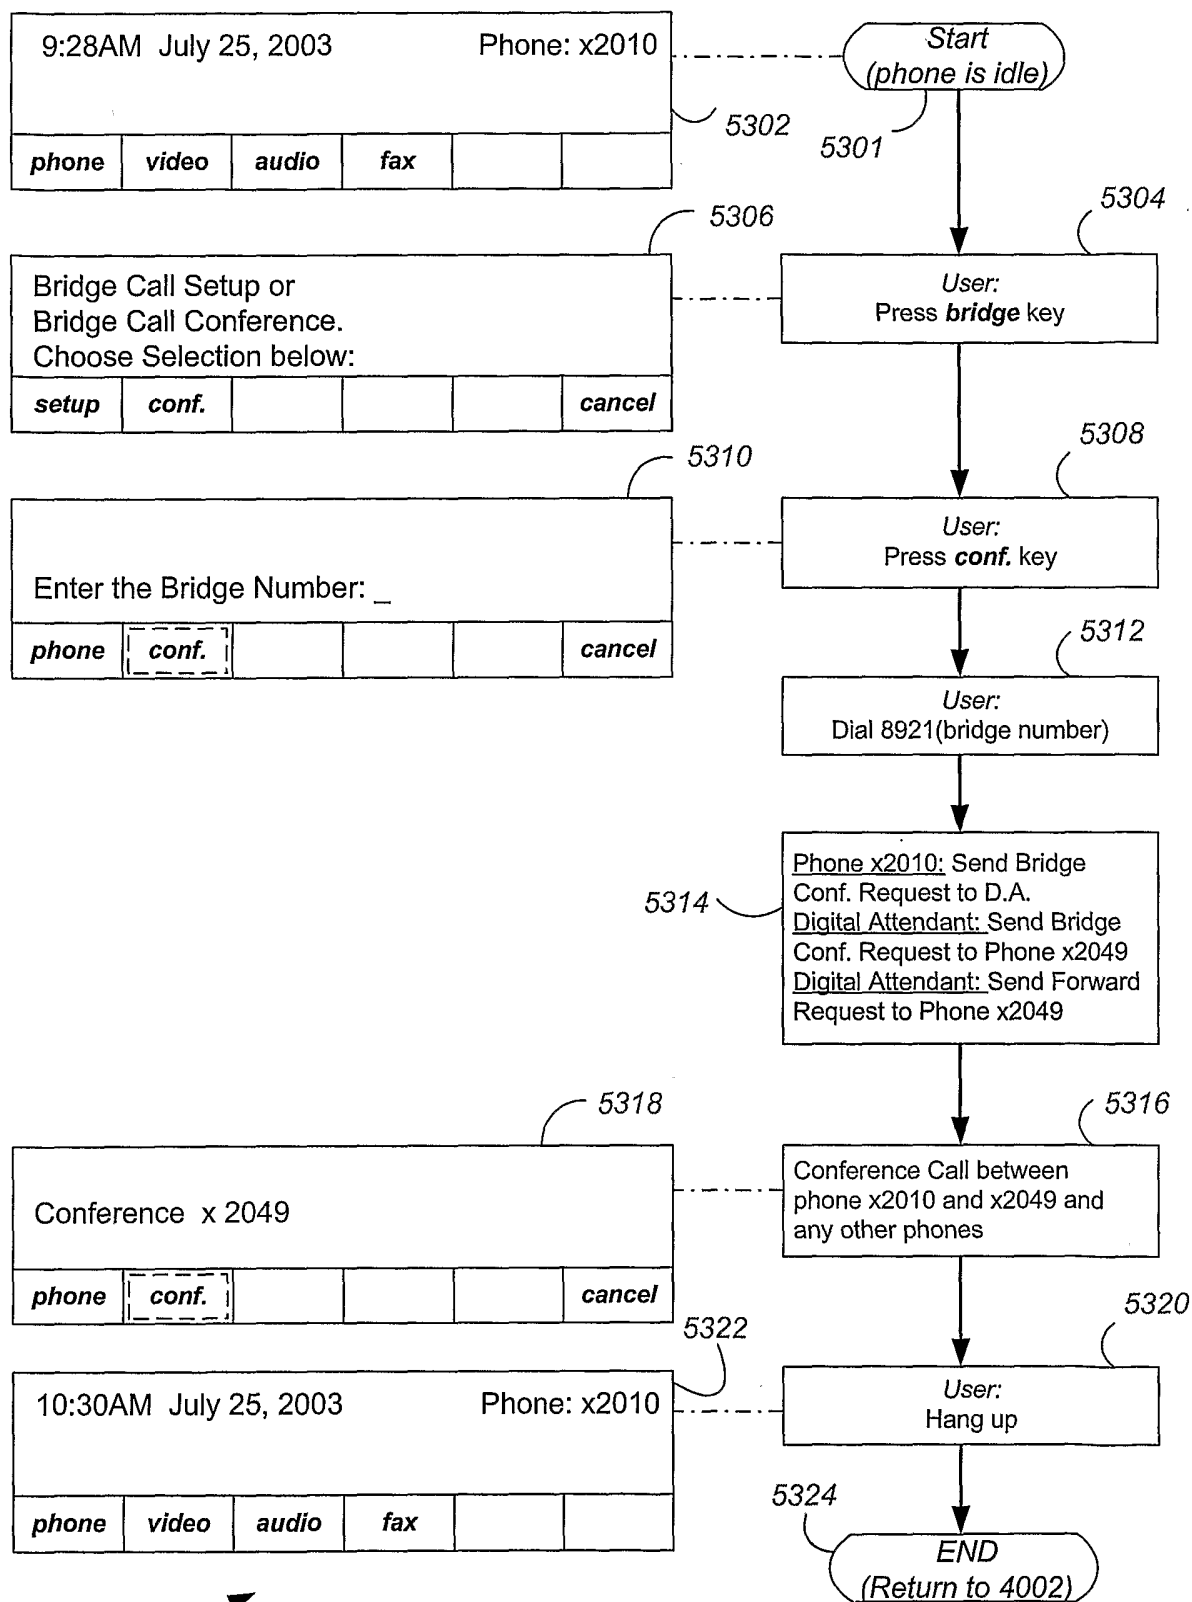 9:28AM July 25, 2003 Phone: x2010
phone video audio fax
5302
Start
(phone is idle)
5301
5304
User:
Press bridge key
5306
Bridge Call Setup or
Bridge Call Conference.
Choose Selection below:
setup conf. cancel
5308
User:
Press conf. key
5310
Enter the Bridge Number: _
phone conf. cancel
5312
User:
Dial 8921(bridge number)
5314
Phone x2010: Send Bridge
Conf. Request to D.A.
Digital Attendant: Send Bridge
Conf. Request to Phone x2049
Digital Attendant: Send Forward
Request to Phone x2049
5316
Conference Call between
phone x2010 and x2049 and
any other phones
5318
Conference x 2049
phone conf. cancel
5320
User:
Hang up
5322
10:30AM July 25, 2003 Phone: x2010
phone video audio fax
5324
END
(Return to 4002)